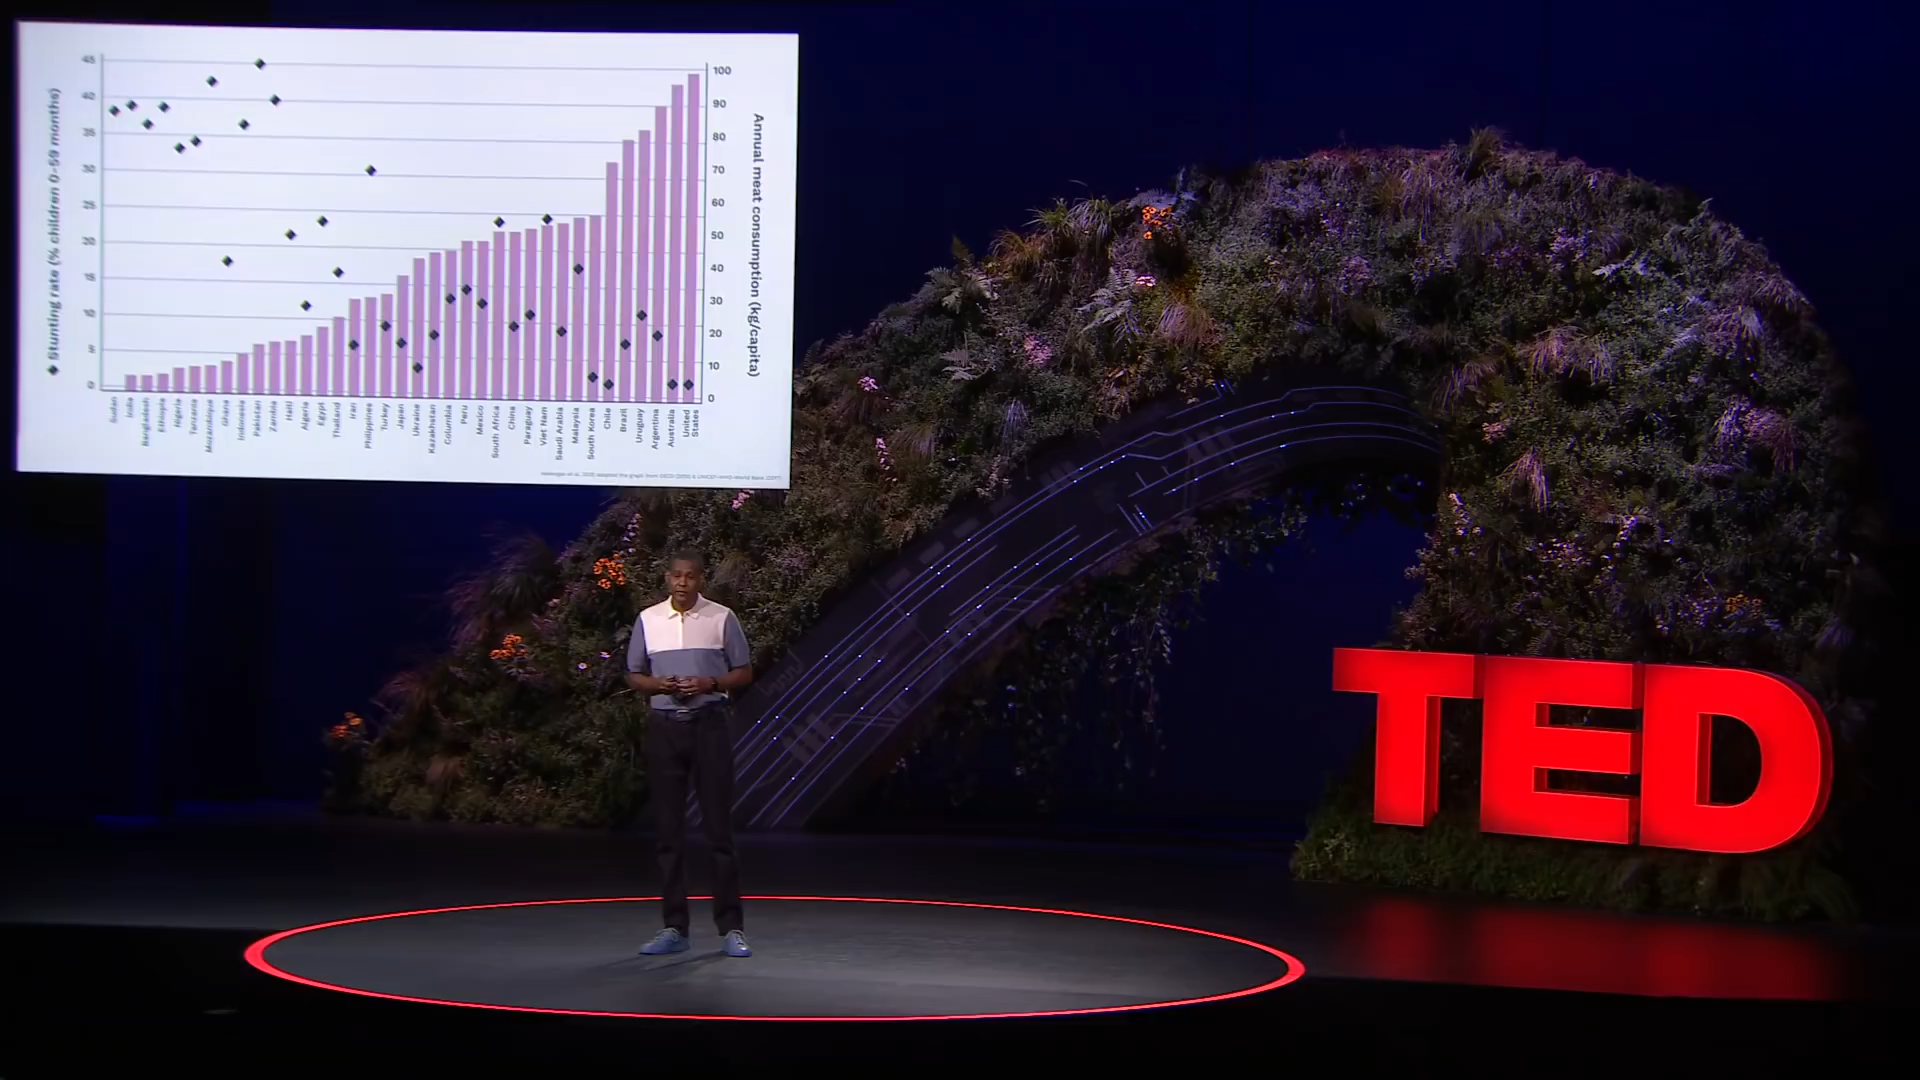 45
40
35
30
25
20
15
10
5
0
Stunting rate (% children 0-59 months)
100
90
80
70
60
50
40
30
20
10
0
Annual meat consumption (kg/capita)
Sudan
India
Bangladesh
Ethiopia
Nigeria
Tanzania
Mozambique
Ghana
Indonesia
Pakistan
Zambia
Haiti
Algeria
Egypt
Thailand
Iran
Philippines
Turkey
Japan
Ukraine
Kazakhstan
Columbia
Peru
Mexico
South Africa
China
Paraguay
Viet Nam
Saudi Arabia
Malaysia
South Korea
Chile
Brazil
Uruguay
Argentina
Australia
United
States
TED